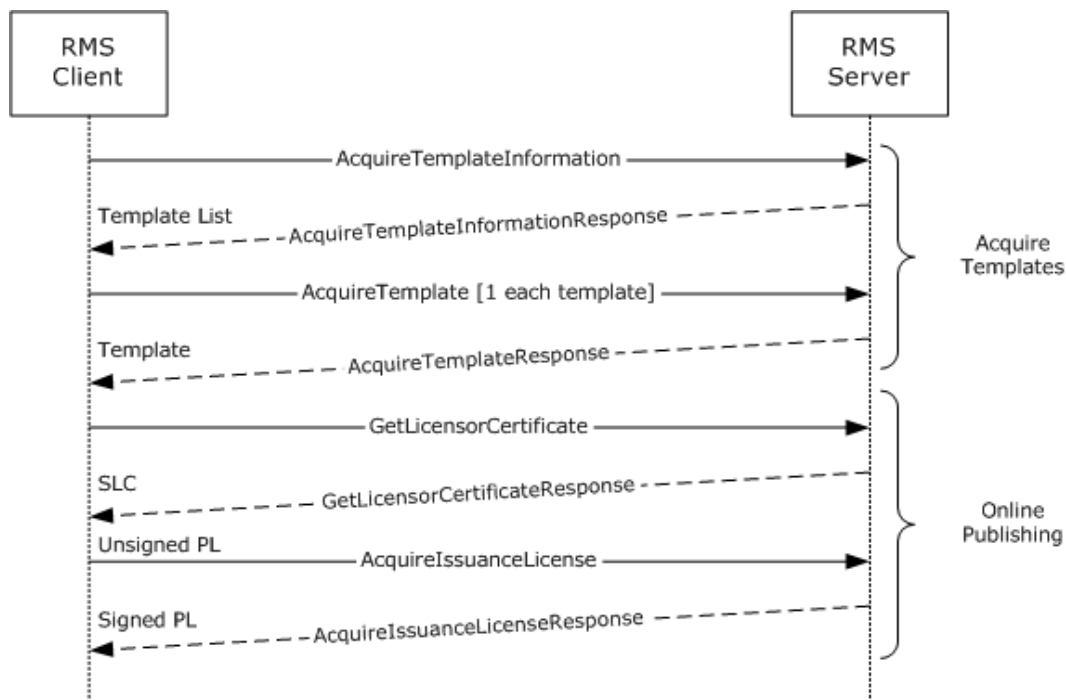 RMS
Client
RMS
Server
AcquireTemplateInformation
Template List
AcquireTemplateInformationResponse
Acquire
Templates
AcquireTemplate [1 each template]
Template
AcquireTemplateResponse
GetLicensorCertificate
SLC
GetLicensorCertificateResponse
Online
Publishing
Unsigned PL
AcquireIssuanceLicense
Signed PL
AcquireIssuanceLicenseResponse